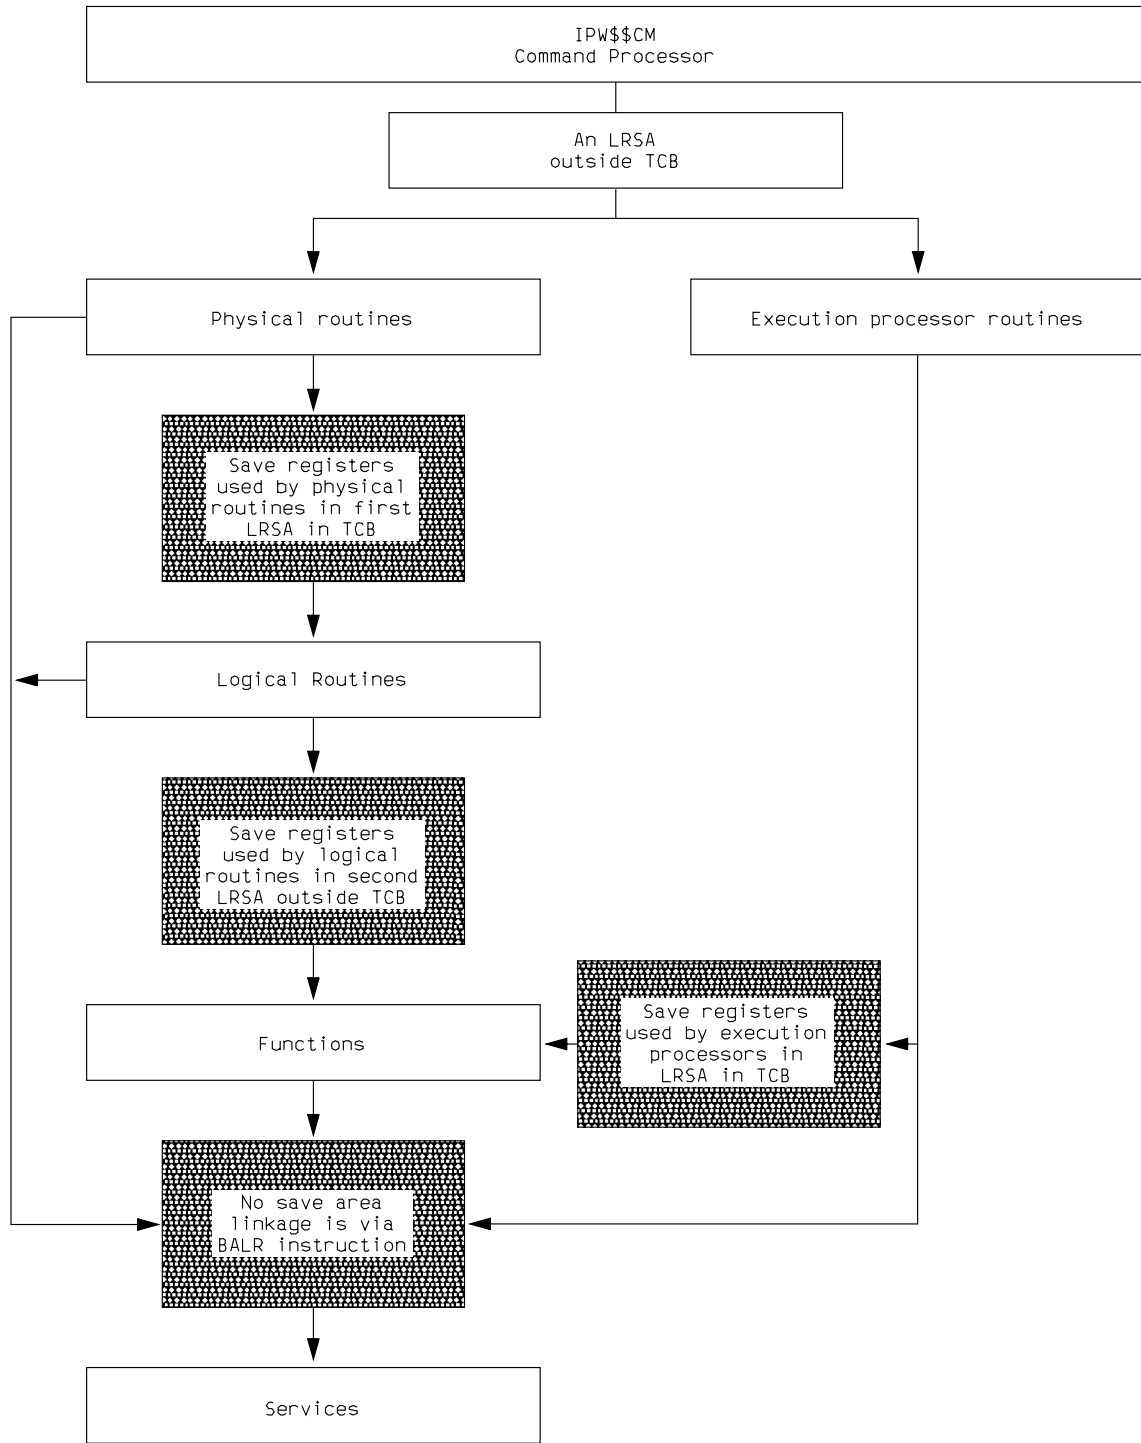 IPW$$CM
Command Processor
An LRSA
outside TCB
Physical routines
Execution processor routines
Save registers
used by physical
routines in first
LRSA in TCB
Logical Routines
Save registers
used by logical
routines in second
LRSA outside TCB
Functions
Save registers
used by execution
processors in
LRSA in TCB
No save area
linkage is via
BALR instruction
Services